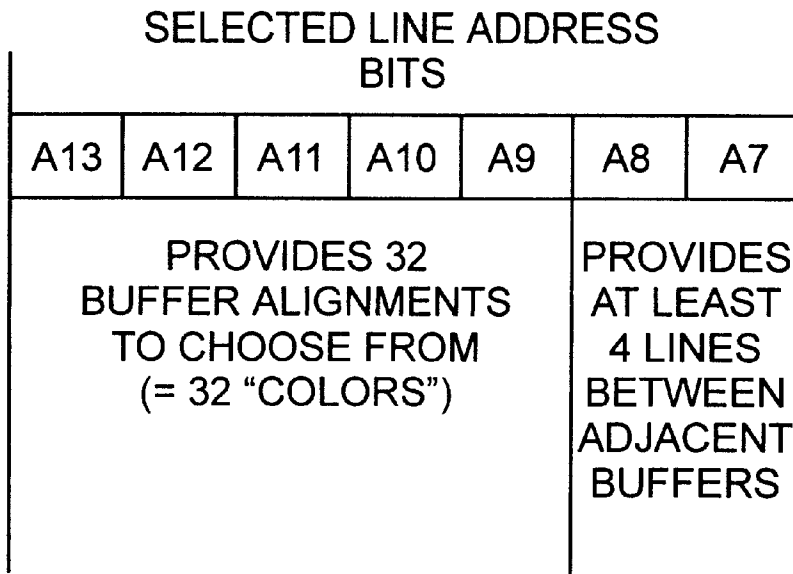 SELECTED LINE ADDRESS
BITS
A13 A12 A11 A10 A9 A8 A7
PROVIDES 32
BUFFER ALIGNMENTS
TO CHOOSE FROM
(= 32 “COLORS”)
PROVIDES
AT LEAST
4 LINES
BETWEEN
ADJACENT
BUFFERS